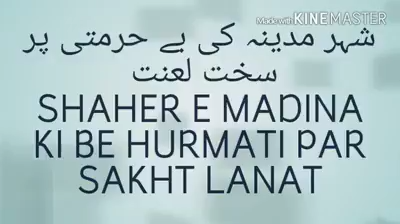 Made with KINEMASTER
شہر مدینہ کی بے حرمتی پر
سخت لعنت
SHAHER E MADINA
KI BE HURMATI PAR
SAKHT LANAT